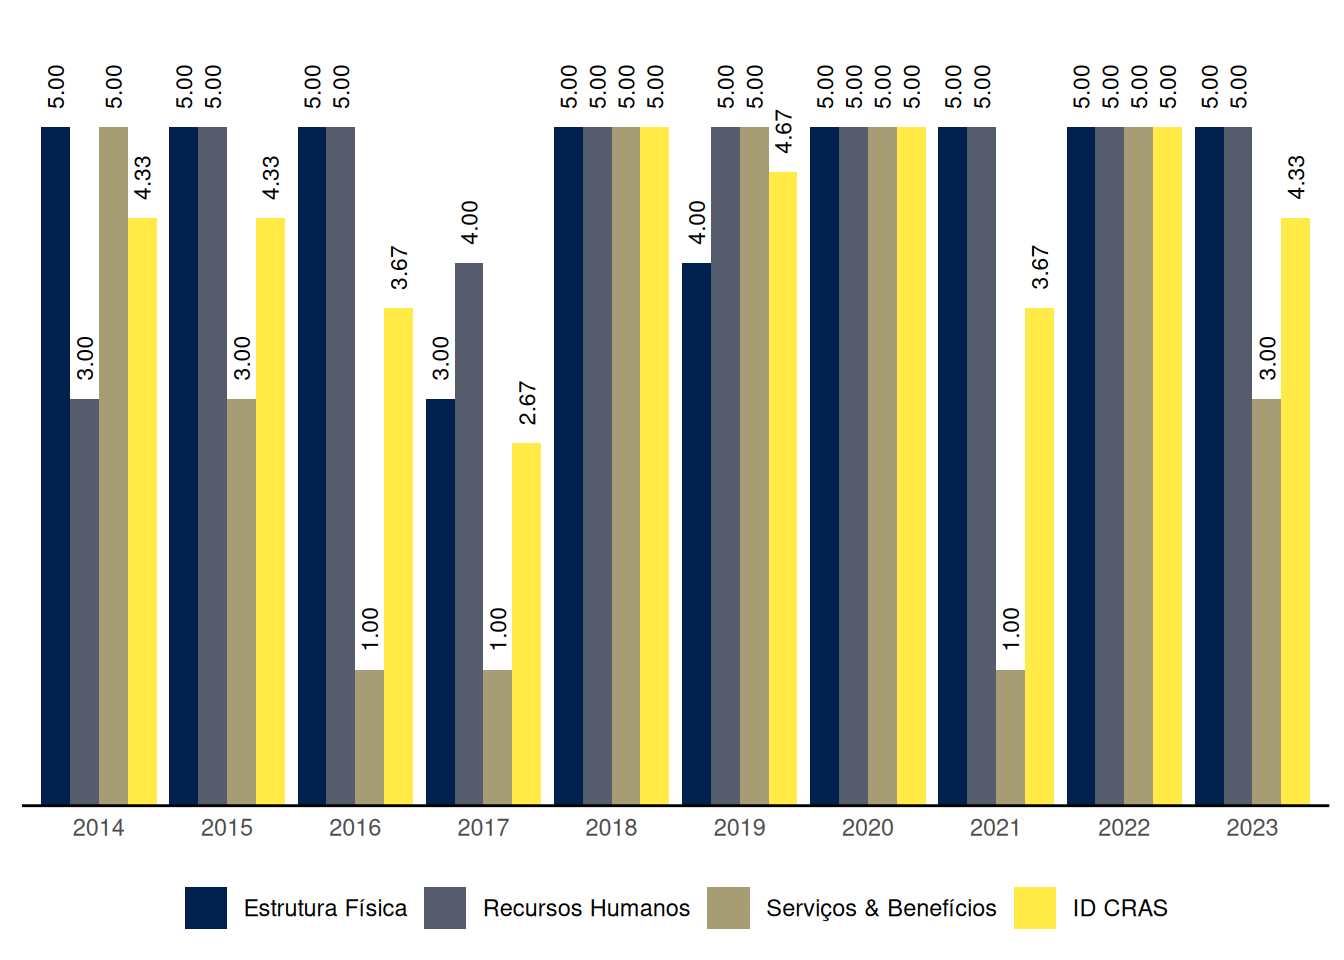 5.00 3.00 5.00 4.33 5.00 5.00 3.00 4.33 5.00 5.00 1.00 3.67 3.00 4.00 1.00 2.67 5.00 5.00 5.00 5.00 4.00 5.00 5.00 4.67 5.00 5.00 5.00 5.00 5.00 5.00 1.00 3.67 5.00 5.00 5.00 5.00 5.00 5.00 3.00 4.33
2014 2015 2016 2017 2018 2019 2020 2021 2022 2023
Estrutura Física Recursos Humanos Serviços & Benefícios ID CRAS